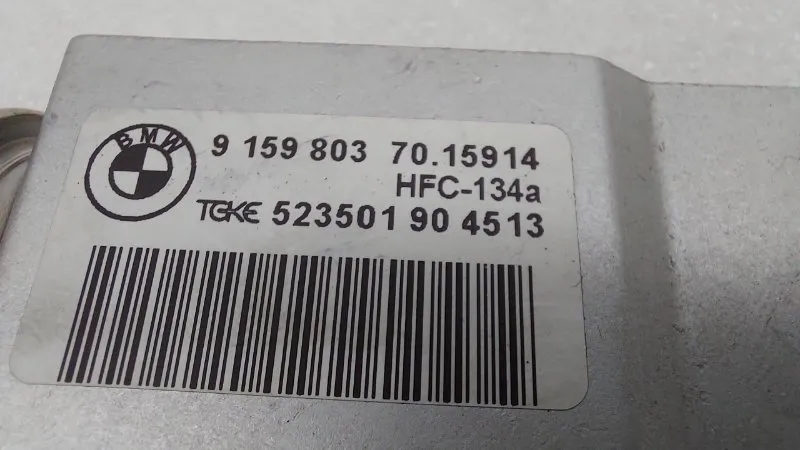 BMW
9 159 803 70.15914
HFC-134a
TGKE 523501 90 4513